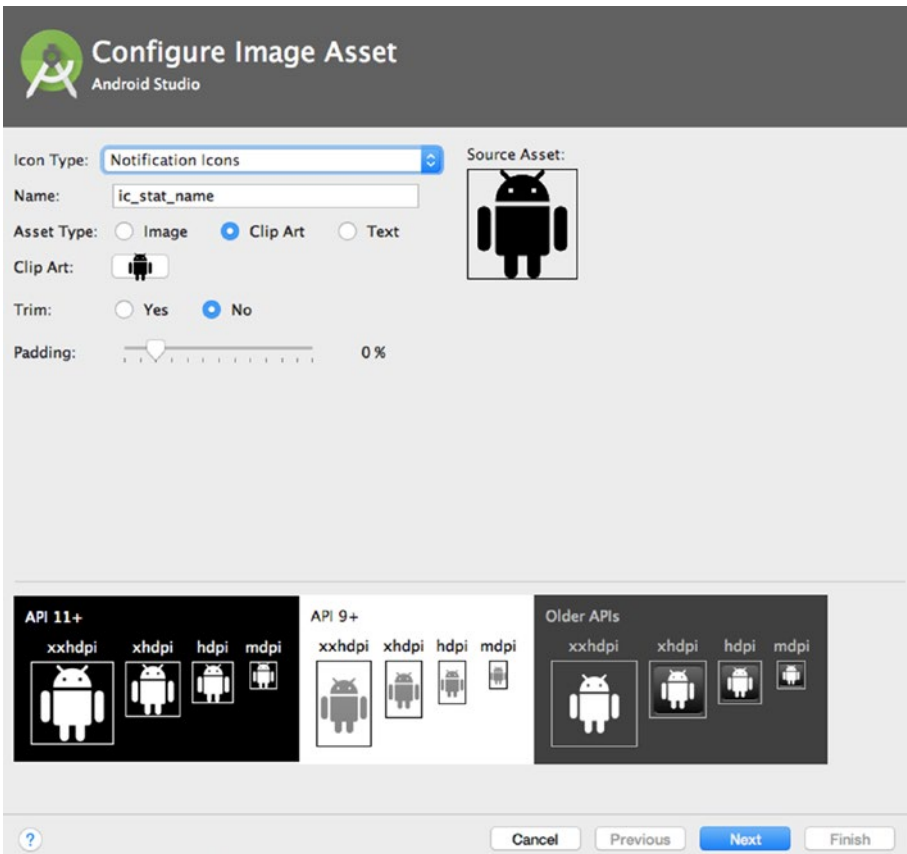 Configure Image Asset
Android Studio
Icon Type: Notification Icons
Source Asset:
Name: ic_stat_name
Asset Type: Image Clip Art Text
Clip Art:
Trim: Yes No
Padding: 0 %
API 11+
xxhdpi xhdpi hdpi mdpi
API 9+
xxhdpi xhdpi hdpi mdpi
Older APIs
xxhdpi xhdpi hdpi mdpi
? Cancel Previous Next Finish